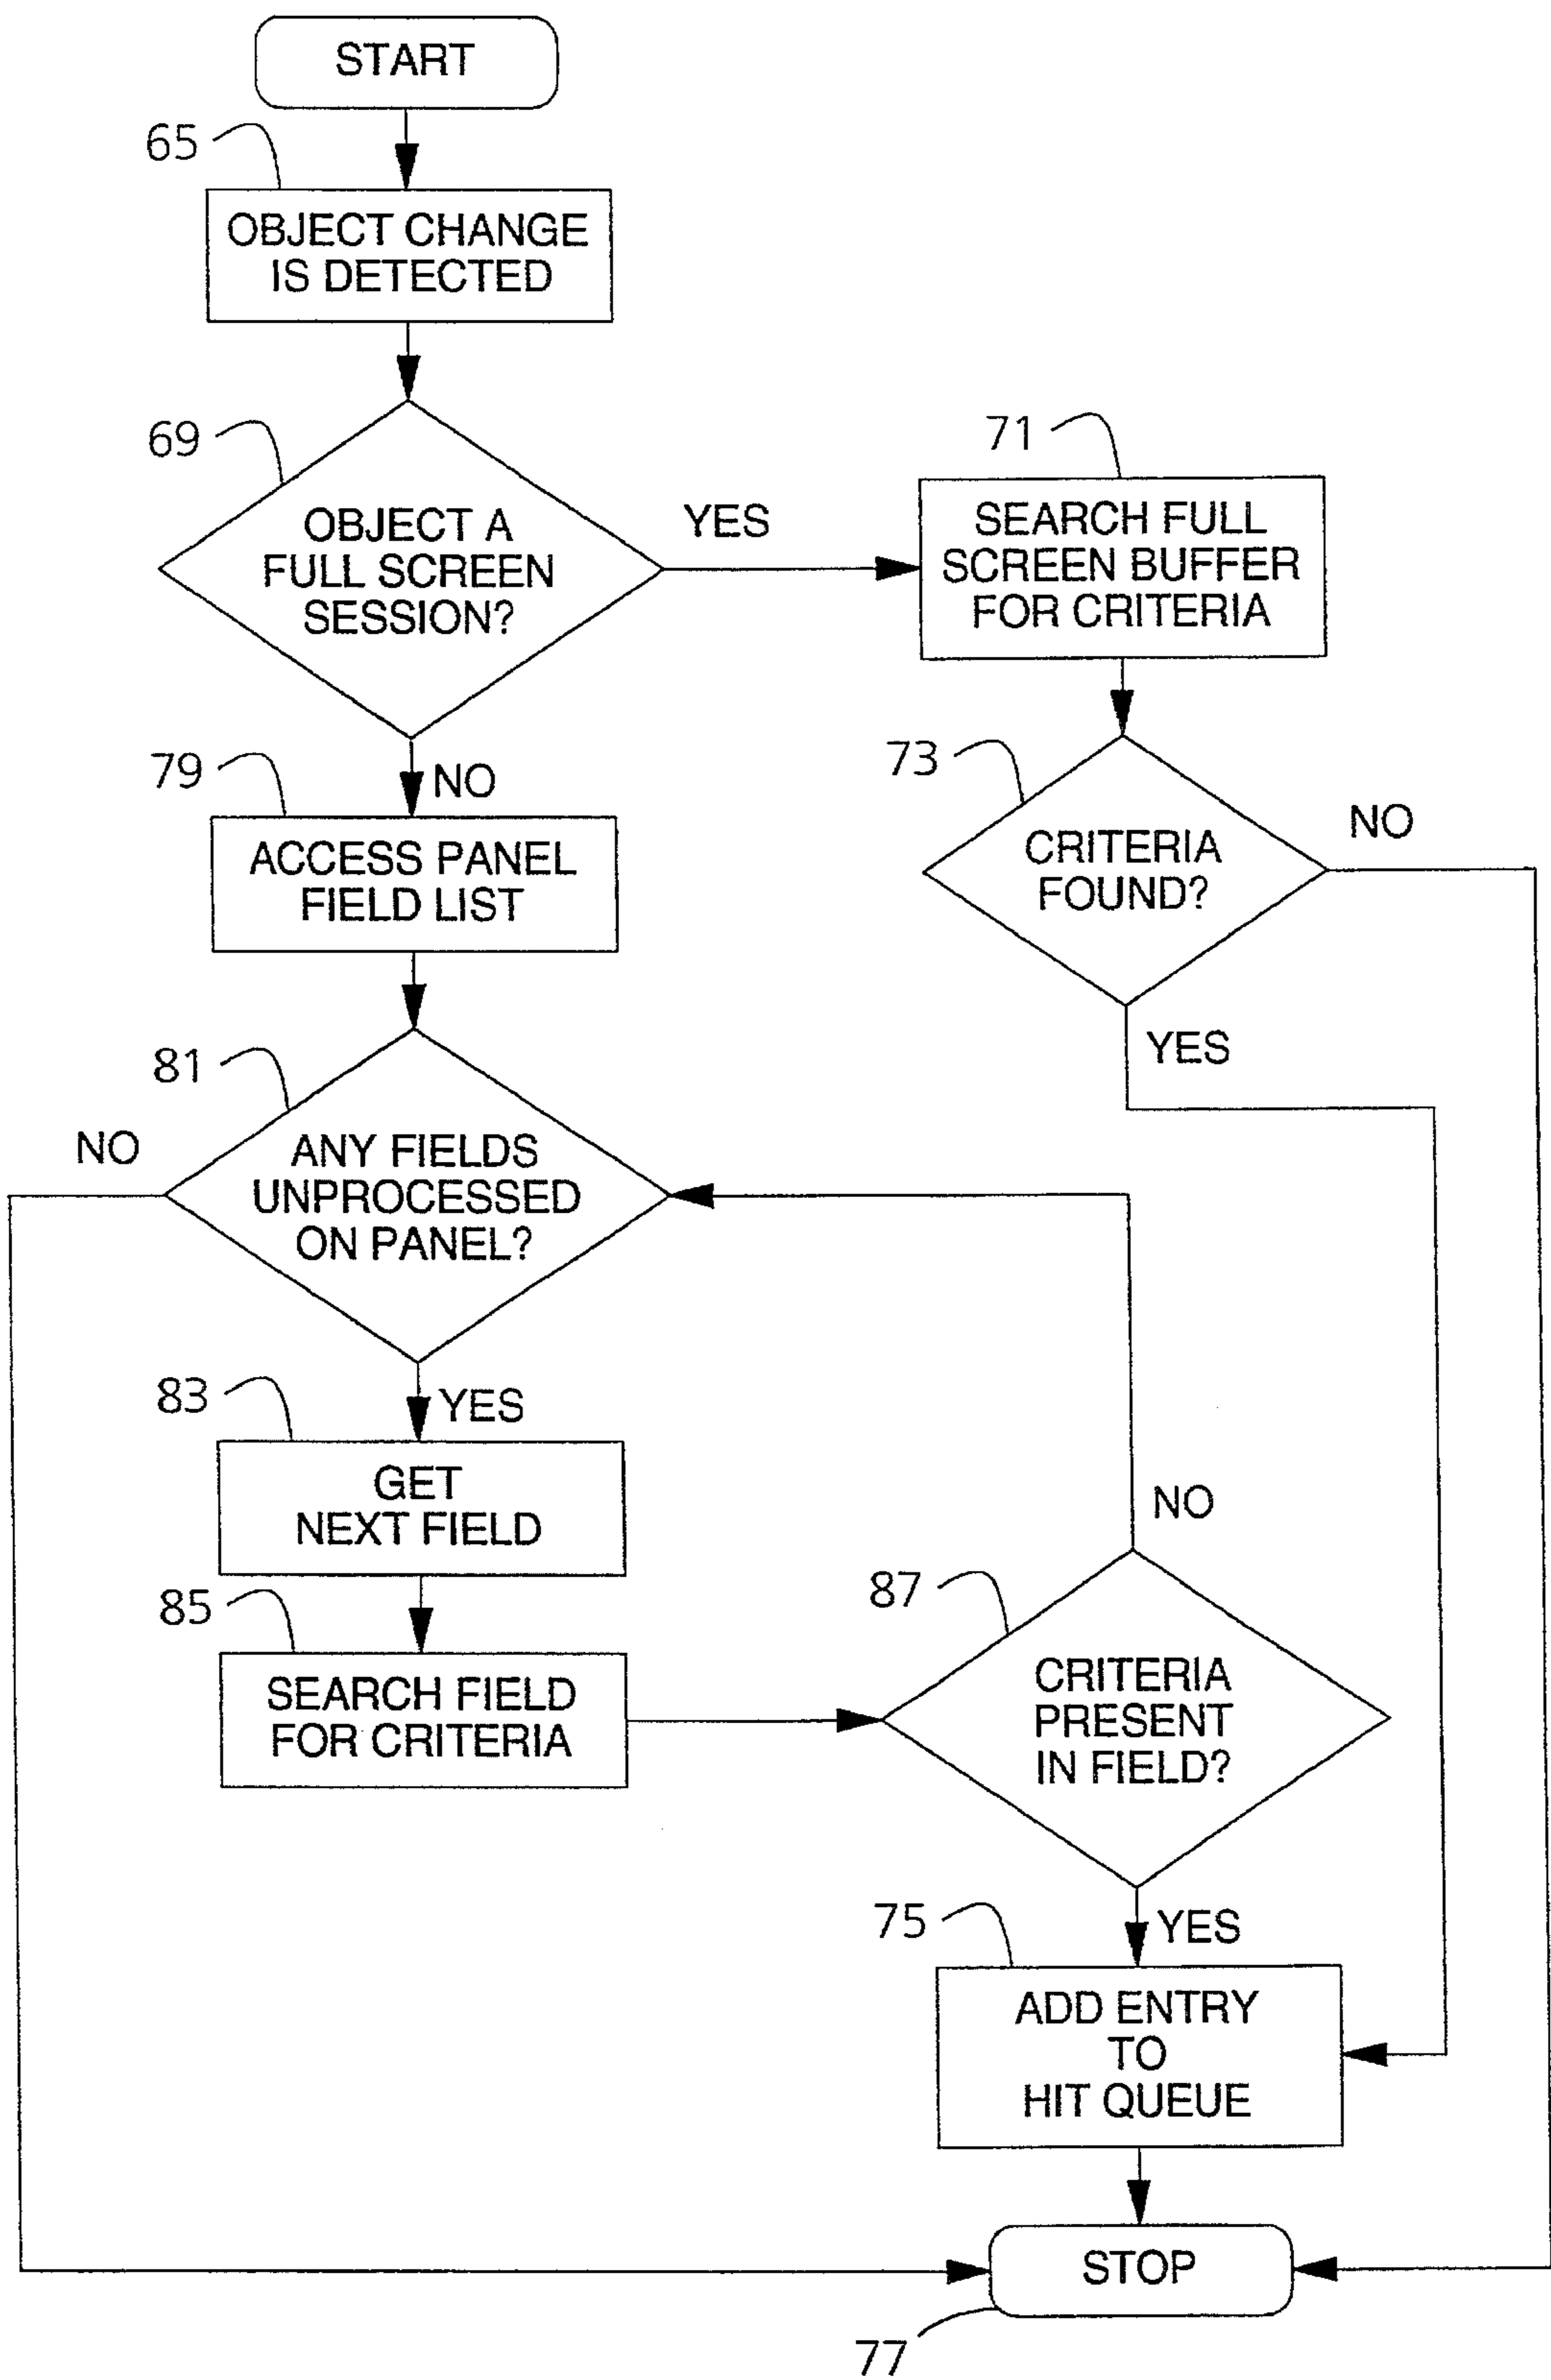 START
65
OBJECT CHANGE
IS DETECTED
69
OBJECT A
FULL SCREEN
SESSION?
YES
71
SEARCH FULL
SCREEN BUFFER
FOR CRITERIA
NO
79
ACCESS PANEL
FIELD LIST
73
CRITERIA
FOUND?
NO
YES
81
NO
ANY FIELDS
UNPROCESSED
ON PANEL?
YES
83
GET
NEXT FIELD
85
SEARCH FIELD
FOR CRITERIA
NO
87
CRITERIA
PRESENT
IN FIELD?
YES
75
ADD ENTRY
TO
HIT QUEUE
STOP
77